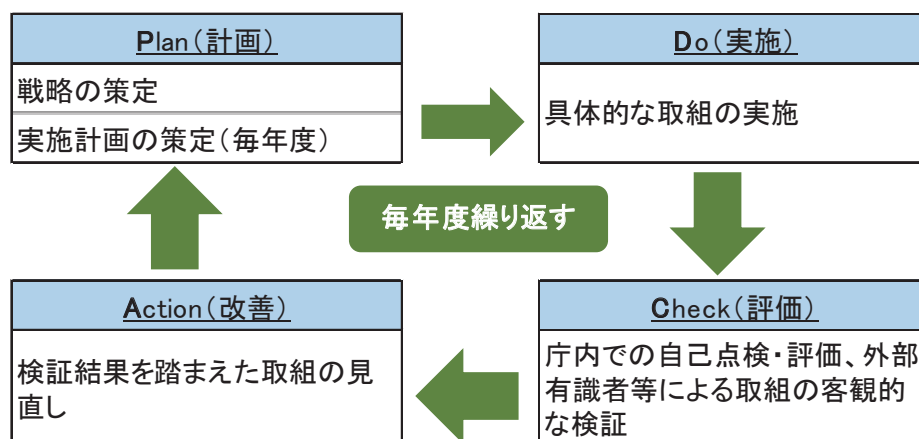 Plan(計画)
戦略の策定
実施計画の策定(毎年度)
Do(実施)
具体的な取組の実施
毎年度繰り返す
Action(改善)
検証結果を踏まえた取組の見
直し
Check(評価)
庁内での自己点検・評価、外部
有識者等による取組の客観的
な検証